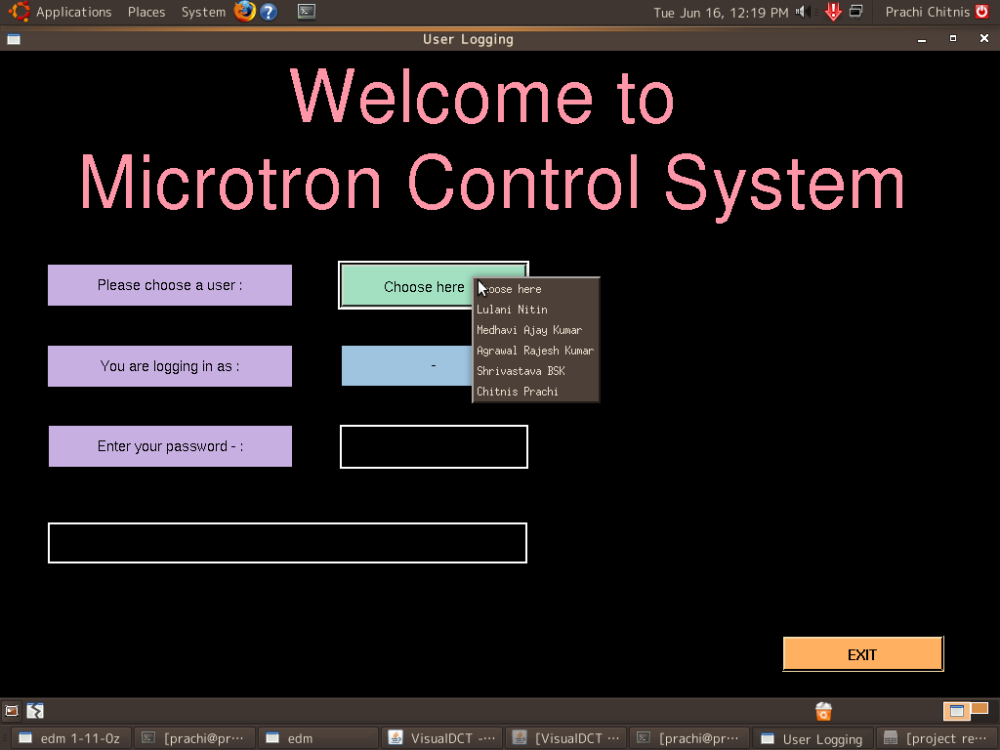 Applications Places System
Tue Jun 16, 12:19 PM
Prachi Chitnis
User Logging
Welcome to
Microtron Control System
Please choose a user :
Choose here
oose here
Lulani Nitin
Medhavi Ajay Kumar
Agrawal Rajesh Kumar
Shrivastava BSK
Chitnis Prachi
You are logging in as :
-
Enter your password - :
EXIT
edm 1-11-0z
[prachi@pr...
edm
VisualDCT -...
[VisualDCT ...
[prachi@pr...
User Logging
[project re...